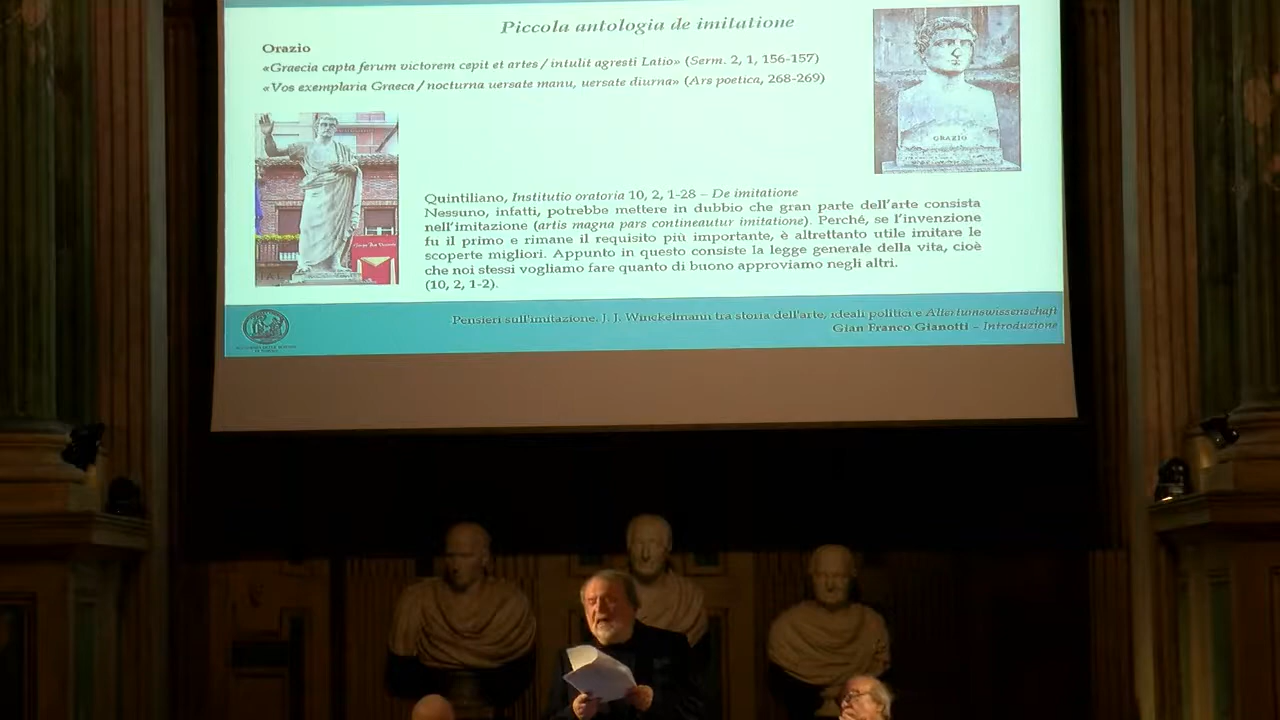 Piccola antologia de imitatione
Orazio
«Graecia capta ferum victorem cepit et artes / intulit agresti Latio» (Serm. 2, 1, 156-157)
«Vos exemplaria Graeca / nocturna uersate manu, uersate diurna» (Ars poetica, 268-269)
ORAZIO
Quintiliano, Institutio oratoria 10, 2, 1-28 – De imitatione
Nessuno, infatti, potrebbe mettere in dubbio che gran parte dell'arte consista
nell'imitazione (artis magna pars contineautur imitatione). Perché, se l'invenzione
fu il primo e rimane il requisito più importante, è altrettanto utile imitare le
scoperte migliori. Appunto in questo consiste la legge generale della vita, cioè
che noi stessi vogliamo fare quanto di buono approviamo negli altri.
(10, 2, 1-2).
Pensieri sull'imitazione. J. J. Winckelmann tra storia dell'arte, ideali politici e Altertumswissenschaft
Gian Franco Gianotti – Introduzione